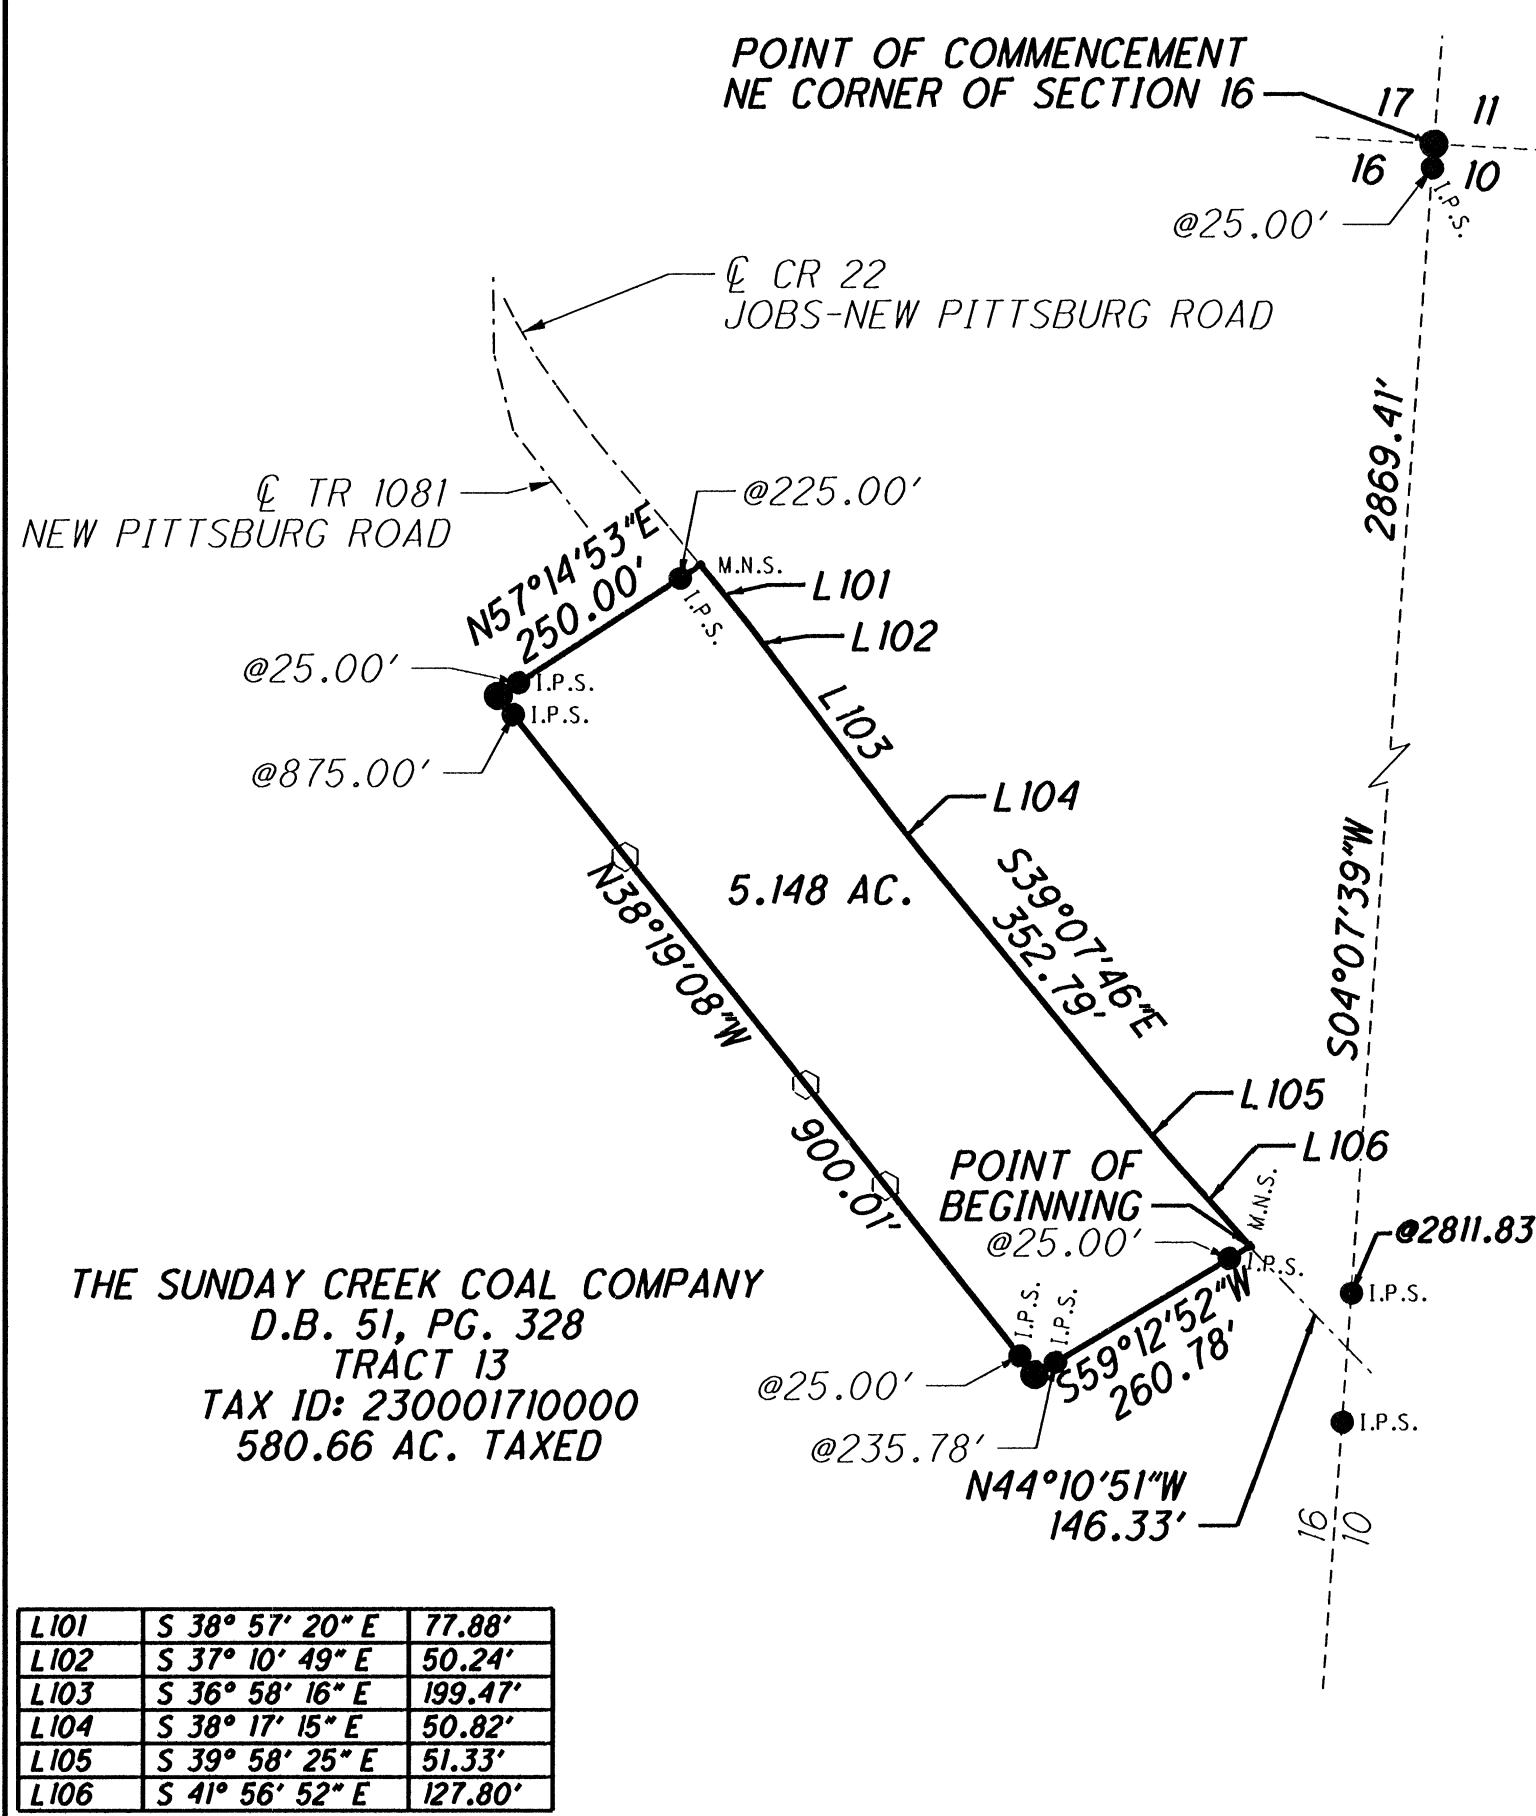 POINT OF COMMENCEMENT
NE CORNER OF SECTION 16
17
11
16
10
I.P.S.
@25.00'
℄ CR 22
JOBS-NEW PITTSBURG ROAD
2869.41'
℄ TR 1081
NEW PITTSBURG ROAD
@225.00'
N57°14'53"E
250.00'
M.N.S.
L101
I.P.S.
L102
@25.00'
I.P.S.
I.P.S.
L103
@875.00'
L104
5.148 AC.
S39°07'46"E
352.79'
N38°19'08"W
S04°07'39"W
L105
900.01'
L106
POINT OF
BEGINNING
M.N.S.
@25.00'
I.P.S.
@2811.83
I.P.S.
THE SUNDAY CREEK COAL COMPANY
D.B. 51, PG. 328
TRACT 13
TAX ID: 230001710000
580.66 AC. TAXED
I.P.S.
I.P.S.
S59°12'52"W
260.78'
@25.00'
I.P.S.
@235.78'
N44°10'51"W
146.33'
16
10
L101 S 38° 57' 20" E 77.88'
L102 S 37° 10' 49" E 50.24'
L103 S 36° 58' 16" E 199.47'
L104 S 38° 17' 15" E 50.82'
L105 S 39° 58' 25" E 51.33'
L106 S 41° 56' 52" E 127.80'